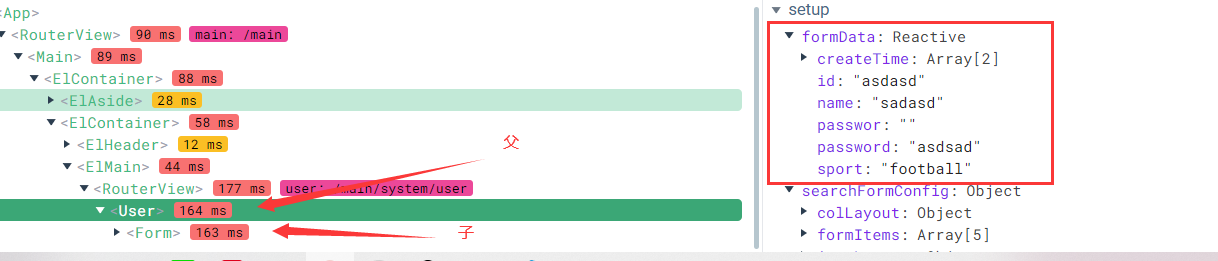 <App>
<RouterView> 90 ms main: /main
<Main> 89 ms
<ElContainer> 88 ms
<ElAside> 28 ms
<ElContainer> 58 ms
<ElHeader> 12 ms
<ElMain> 44 ms
<RouterView> 177 ms user: /main/system/user
<User> 164 ms
<Form> 163 ms
父
子
setup
formData: Reactive
createTime: Array[2]
id: "asdasd"
name: "sadasd"
passwor: ""
password: "asdsad"
sport: "football"
searchFormConfig: Object
colLayout: Object
formItems: Array[5]